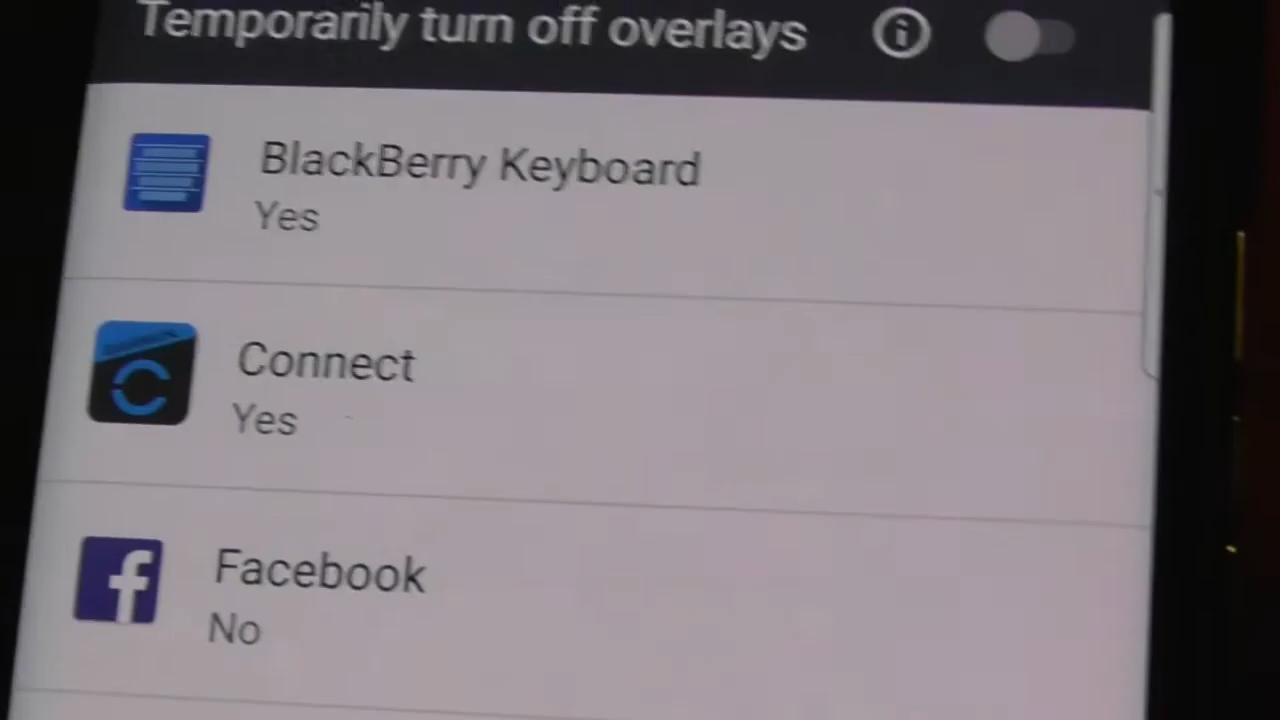 Temporarily turn off overlays
BlackBerry Keyboard
Yes
Connect
Yes
Facebook
No